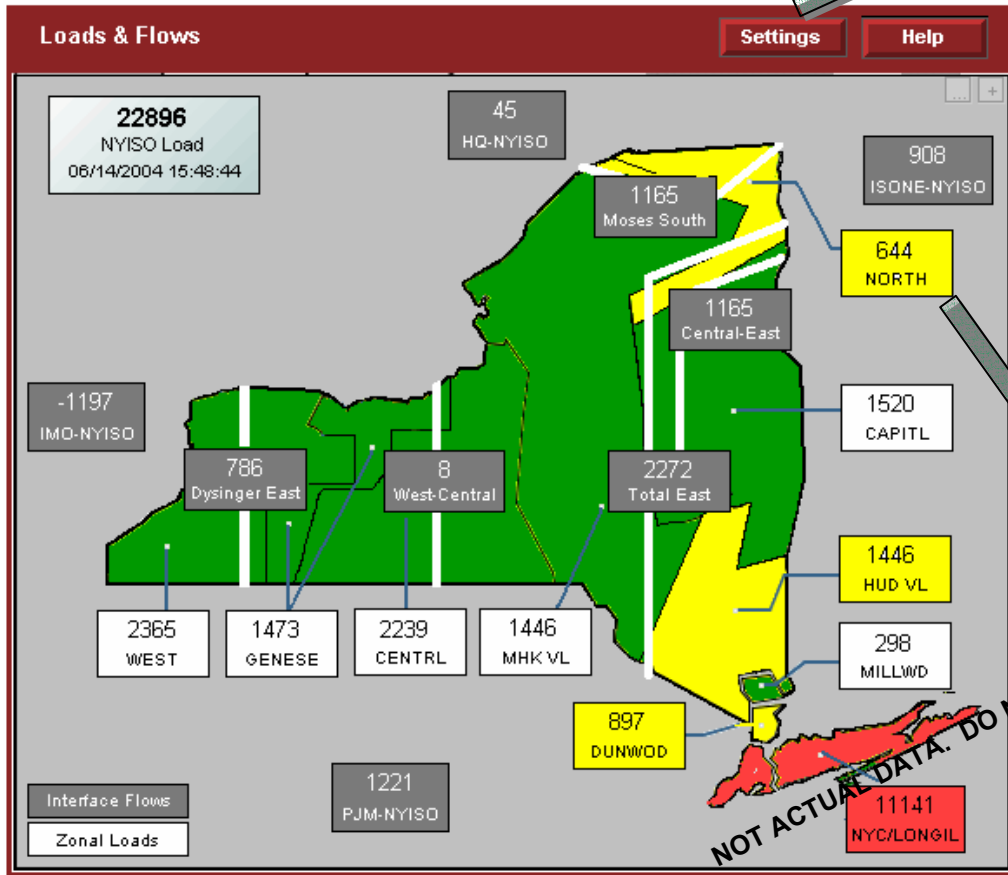 Loads & Flows
Settings
Help
... +
22896
NYISO Load
06/14/2004 15:48:44
45
HQ-NYISO
908
ISONE-NYISO
1165
Moses South
644
NORTH
1165
Central-East
-1197
IMO-NYISO
1520
CAPITL
786
Dysinger East
8
West-Central
2272
Total East
1446
HUD VL
2365
WEST
1473
GENESE
2239
CENTRL
1446
MHK VL
298
MILLWD
897
DUNWOD
1221
PJM-NYISO
11141
NYC/LONGIL
Interface Flows
Zonal Loads
NOT ACTUAL DATA. DO